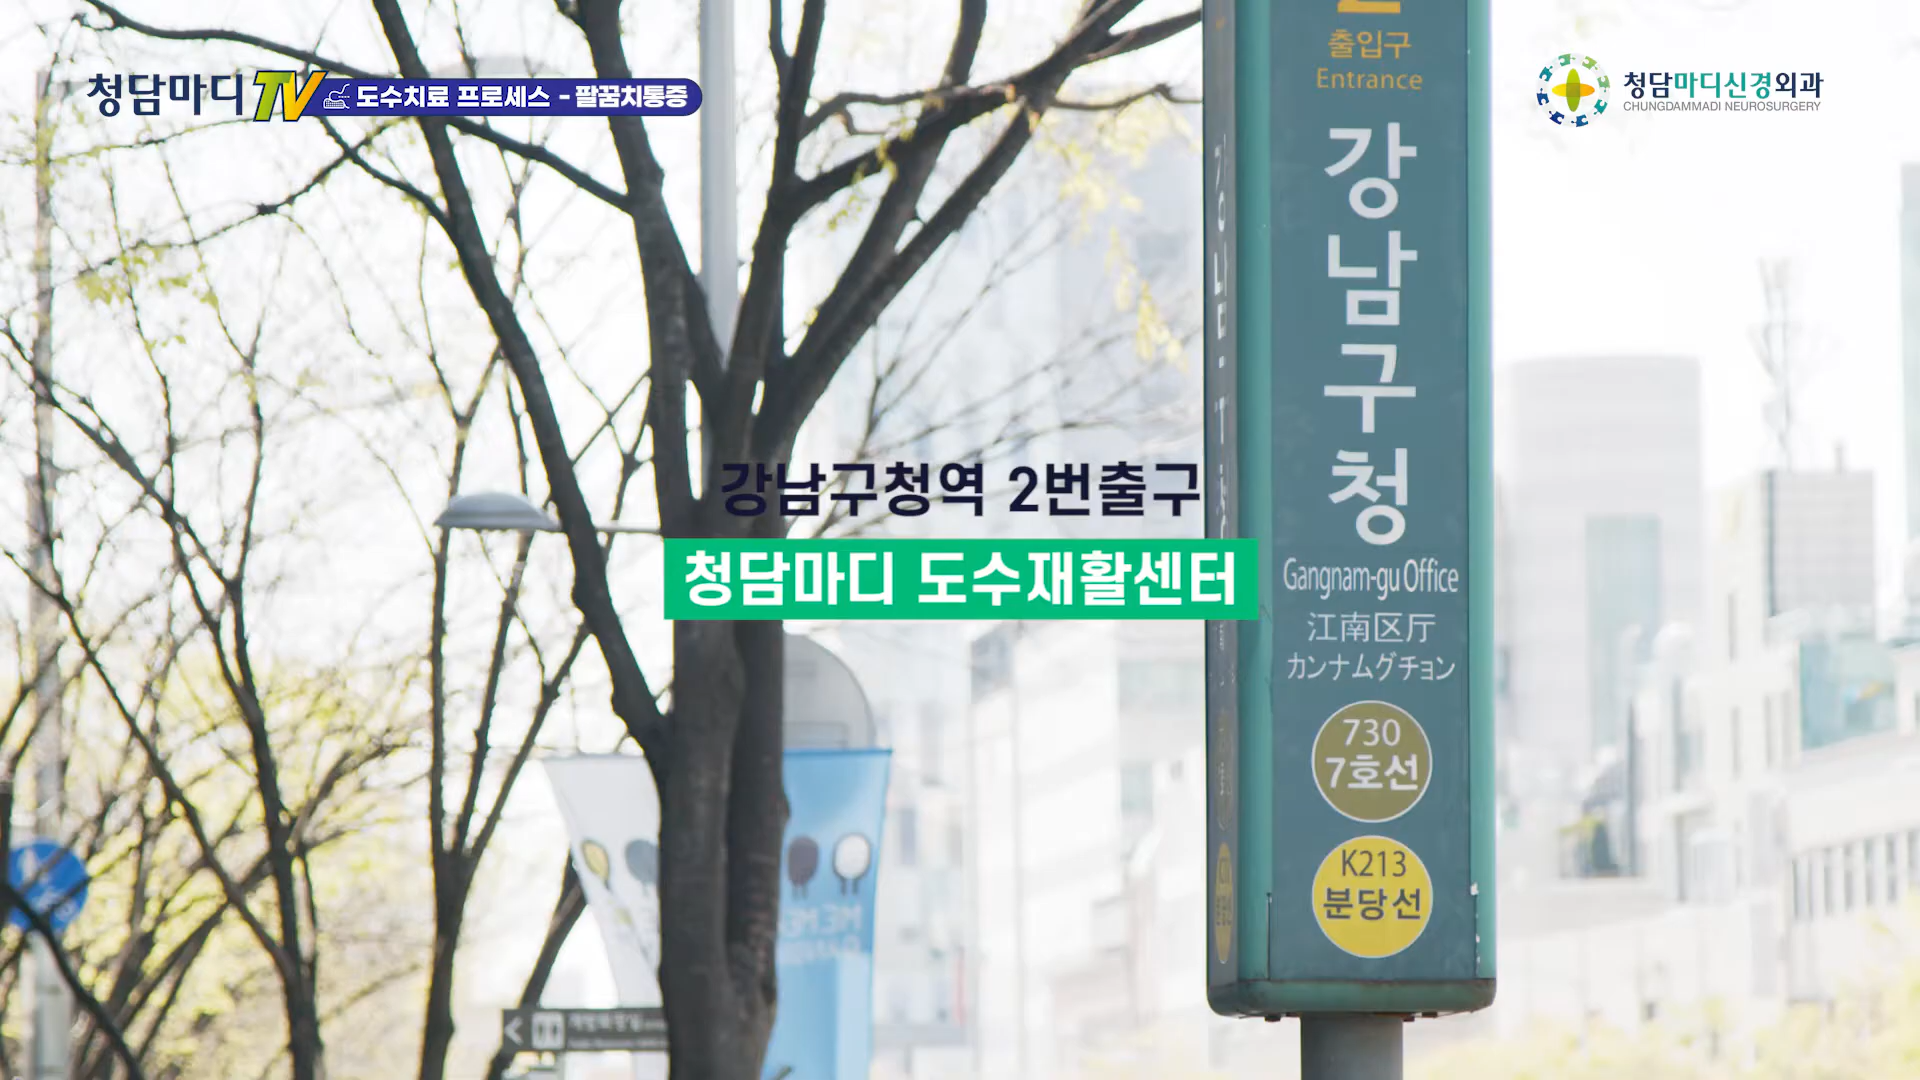 청담마디 TV 도수치료 프로세스 - 팔꿈치통증
청담마디신경외과
CHUNGDAMMADI NEUROSURGERY
2
출입구
Entrance
강남구청
강남구청역 2번출구
청담마디 도수재활센터
Gangnam-gu Office
江南区厅
カンナムグチョン
730
7호선
K213
분당선